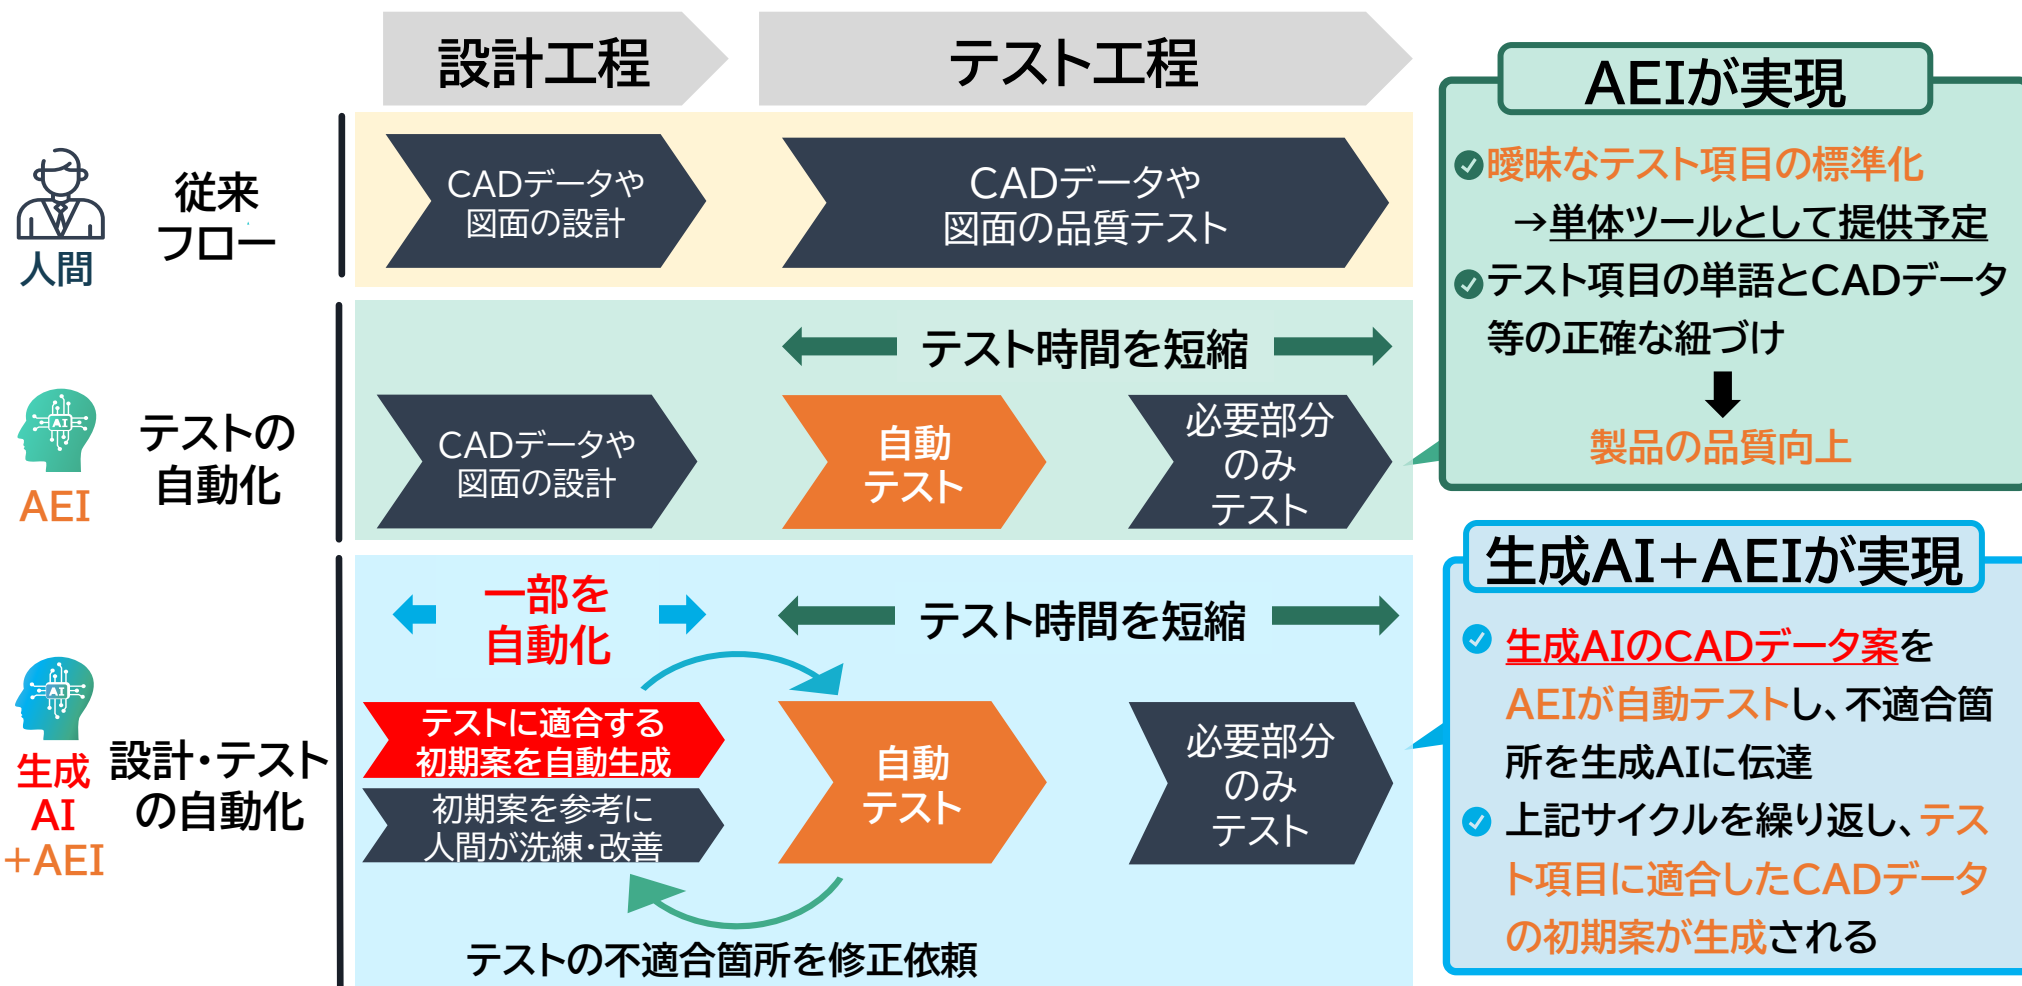 設計工程
テスト工程
人間
従来
フロー
CADデータや
図面の設計
CADデータや
図面の品質テスト
AEI
テストの
自動化
テスト時間を短縮
CADデータや
図面の設計
自動
テスト
必要部分
のみ
テスト
生成
AI
+AEI
設計・テスト
の自動化
一部を
自動化
テスト時間を短縮
テストに適合する
初期案を自動生成
初期案を参考に
人間が洗練・改善
自動
テスト
必要部分
のみ
テスト
テストの不適合箇所を修正依頼
AEIが実現
曖昧なテスト項目の標準化
→単体ツールとして提供予定
テスト項目の単語とCADデータ
等の正確な紐づけ
製品の品質向上
生成AI+AEIが実現
生成AIのCADデータ案を
AEIが自動テストし、不適合箇
所を生成AIに伝達
上記サイクルを繰り返し、テス
ト項目に適合したCADデータ
の初期案が生成される
AI
AI